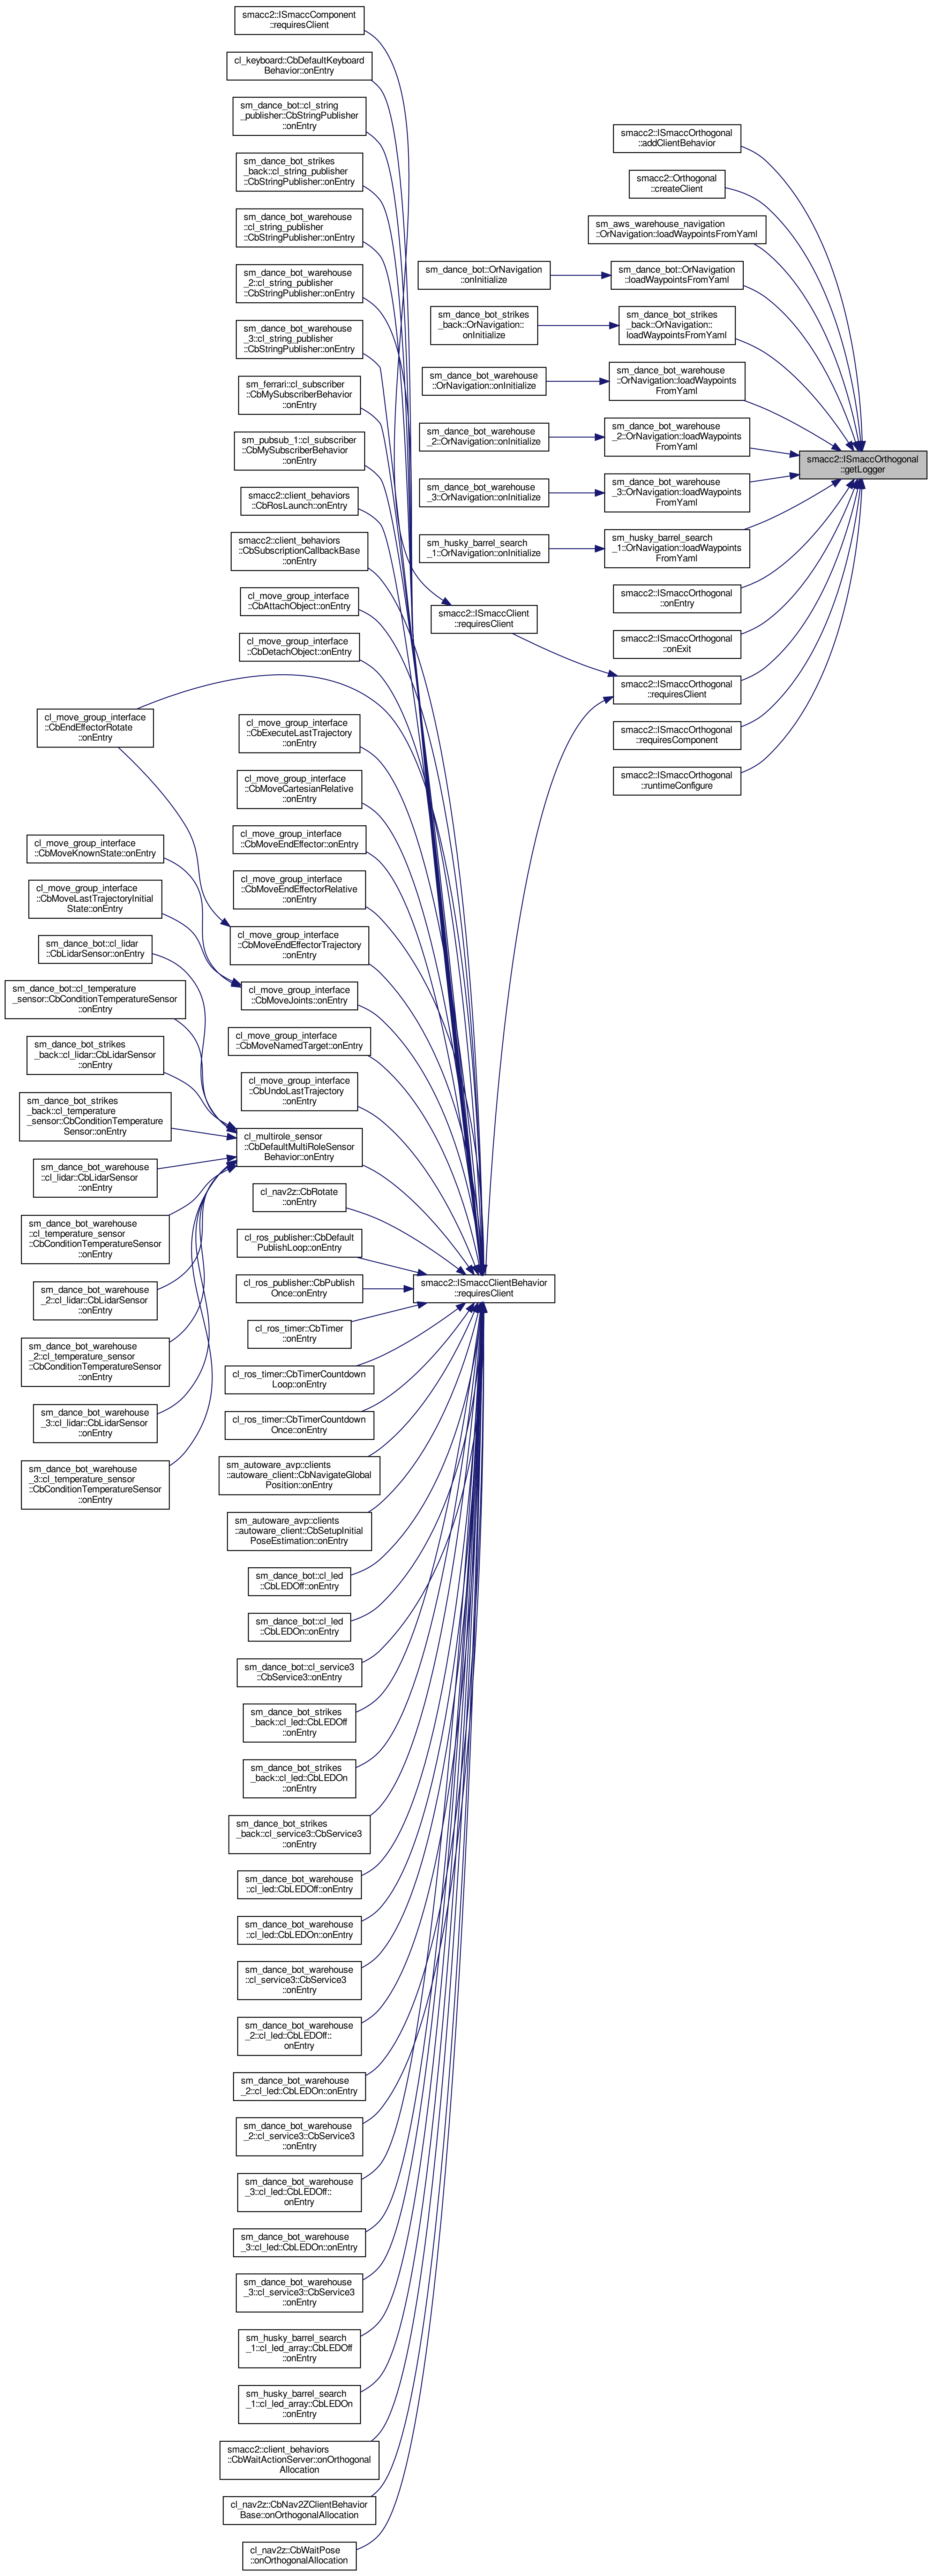 smacc2::ISmaccComponent
::requiresClient
cl_keyboard::CbDefaultKeyboard
Behavior::onEntry
sm_dance_bot::cl_string
_publisher::CbStringPublisher
::onEntry
sm_dance_bot_strikes
_back::cl_string_publisher
::CbStringPublisher::onEntry
sm_dance_bot_warehouse
::cl_string_publisher
::CbStringPublisher::onEntry
sm_dance_bot_warehouse
_2::cl_string_publisher
::CbStringPublisher::onEntry
sm_dance_bot_warehouse
_3::cl_string_publisher
::CbStringPublisher::onEntry
sm_ferrari::cl_subscriber
::CbMySubscriberBehavior
::onEntry
sm_pubsub_1::cl_subscriber
::CbMySubscriberBehavior
::onEntry
smacc2::client_behaviors
::CbRosLaunch::onEntry
smacc2::client_behaviors
::CbSubscriptionCallbackBase
::onEntry
cl_move_group_interface
::CbAttachObject::onEntry
cl_move_group_interface
::CbDetachObject::onEntry
cl_move_group_interface
::CbEndEffectorRotate
::onEntry
cl_move_group_interface
::CbExecuteLastTrajectory
::onEntry
cl_move_group_interface
::CbMoveCartesianRelative
::onEntry
cl_move_group_interface
::CbMoveEndEffector::onEntry
cl_move_group_interface
::CbMoveEndEffectorRelative
::onEntry
cl_move_group_interface
::CbMoveEndEffectorTrajectory
::onEntry
cl_move_group_interface
::CbMoveKnownState::onEntry
cl_move_group_interface
::CbMoveLastTrajectoryInitial
State::onEntry
cl_move_group_interface
::CbMoveJoints::onEntry
cl_move_group_interface
::CbMoveNamedTarget::onEntry
cl_move_group_interface
::CbUndoLastTrajectory
::onEntry
sm_dance_bot::cl_lidar
::CbLidarSensor::onEntry
sm_dance_bot::cl_temperature
_sensor::CbConditionTemperatureSensor
::onEntry
sm_dance_bot_strikes
_back::cl_lidar::CbLidarSensor
::onEntry
sm_dance_bot_strikes
_back::cl_temperature
_sensor::CbConditionTemperature
Sensor::onEntry
sm_dance_bot_warehouse
::cl_lidar::CbLidarSensor
::onEntry
sm_dance_bot_warehouse
::cl_temperature_sensor
::CbConditionTemperatureSensor
::onEntry
sm_dance_bot_warehouse
_2::cl_lidar::CbLidarSensor
::onEntry
sm_dance_bot_warehouse
_2::cl_temperature_sensor
::CbConditionTemperatureSensor
::onEntry
sm_dance_bot_warehouse
_3::cl_lidar::CbLidarSensor
::onEntry
sm_dance_bot_warehouse
_3::cl_temperature_sensor
::CbConditionTemperatureSensor
::onEntry
cl_multirole_sensor
::CbDefaultMultiRoleSensor
Behavior::onEntry
cl_nav2z::CbRotate
::onEntry
cl_ros_publisher::CbDefault
PublishLoop::onEntry
cl_ros_publisher::CbPublish
Once::onEntry
cl_ros_timer::CbTimer
::onEntry
cl_ros_timer::CbTimerCountdown
Loop::onEntry
cl_ros_timer::CbTimerCountdown
Once::onEntry
sm_autoware_avp::clients
::autoware_client::CbNavigateGlobal
Position::onEntry
sm_autoware_avp::clients
::autoware_client::CbSetupInitial
PoseEstimation::onEntry
sm_dance_bot::cl_led
::CbLEDOff::onEntry
sm_dance_bot::cl_led
::CbLEDOn::onEntry
sm_dance_bot::cl_service3
::CbService3::onEntry
sm_dance_bot_strikes
_back::cl_led::CbLEDOff
::onEntry
sm_dance_bot_strikes
_back::cl_led::CbLEDOn
::onEntry
sm_dance_bot_strikes
_back::cl_service3::CbService3
::onEntry
sm_dance_bot_warehouse
::cl_led::CbLEDOff::onEntry
sm_dance_bot_warehouse
::cl_led::CbLEDOn::onEntry
sm_dance_bot_warehouse
::cl_service3::CbService3
::onEntry
sm_dance_bot_warehouse
_2::cl_led::CbLEDOff::
onEntry
sm_dance_bot_warehouse
_2::cl_led::CbLEDOn::onEntry
sm_dance_bot_warehouse
_2::cl_service3::CbService3
::onEntry
sm_dance_bot_warehouse
_3::cl_led::CbLEDOff::
onEntry
sm_dance_bot_warehouse
_3::cl_led::CbLEDOn::onEntry
sm_dance_bot_warehouse
_3::cl_service3::CbService3
::onEntry
sm_husky_barrel_search
_1::cl_led_array::CbLEDOff
::onEntry
sm_husky_barrel_search
_1::cl_led_array::CbLEDOn
::onEntry
smacc2::client_behaviors
::CbWaitActionServer::onOrthogonal
Allocation
cl_nav2z::CbNav2ZClientBehavior
Base::onOrthogonalAllocation
cl_nav2z::CbWaitPose
::onOrthogonalAllocation
sm_dance_bot::OrNavigation
::onInitialize
sm_dance_bot_strikes
_back::OrNavigation::
onInitialize
sm_dance_bot_warehouse
::OrNavigation::onInitialize
sm_dance_bot_warehouse
_2::OrNavigation::onInitialize
sm_dance_bot_warehouse
_3::OrNavigation::onInitialize
sm_husky_barrel_search
_1::OrNavigation::onInitialize
smacc2::ISmaccClient
::requiresClient
smacc2::ISmaccClientBehavior
::requiresClient
smacc2::ISmaccOrthogonal
::addClientBehavior
smacc2::Orthogonal
::createClient
sm_aws_warehouse_navigation
::OrNavigation::loadWaypointsFromYaml
sm_dance_bot::OrNavigation
::loadWaypointsFromYaml
sm_dance_bot_strikes
_back::OrNavigation::
loadWaypointsFromYaml
sm_dance_bot_warehouse
::OrNavigation::loadWaypoints
FromYaml
sm_dance_bot_warehouse
_2::OrNavigation::loadWaypoints
FromYaml
sm_dance_bot_warehouse
_3::OrNavigation::loadWaypoints
FromYaml
sm_husky_barrel_search
_1::OrNavigation::loadWaypoints
FromYaml
smacc2::ISmaccOrthogonal
::onEntry
smacc2::ISmaccOrthogonal
::onExit
smacc2::ISmaccOrthogonal
::requiresClient
smacc2::ISmaccOrthogonal
::requiresComponent
smacc2::ISmaccOrthogonal
::runtimeConfigure
smacc2::ISmaccOrthogonal
::getLogger